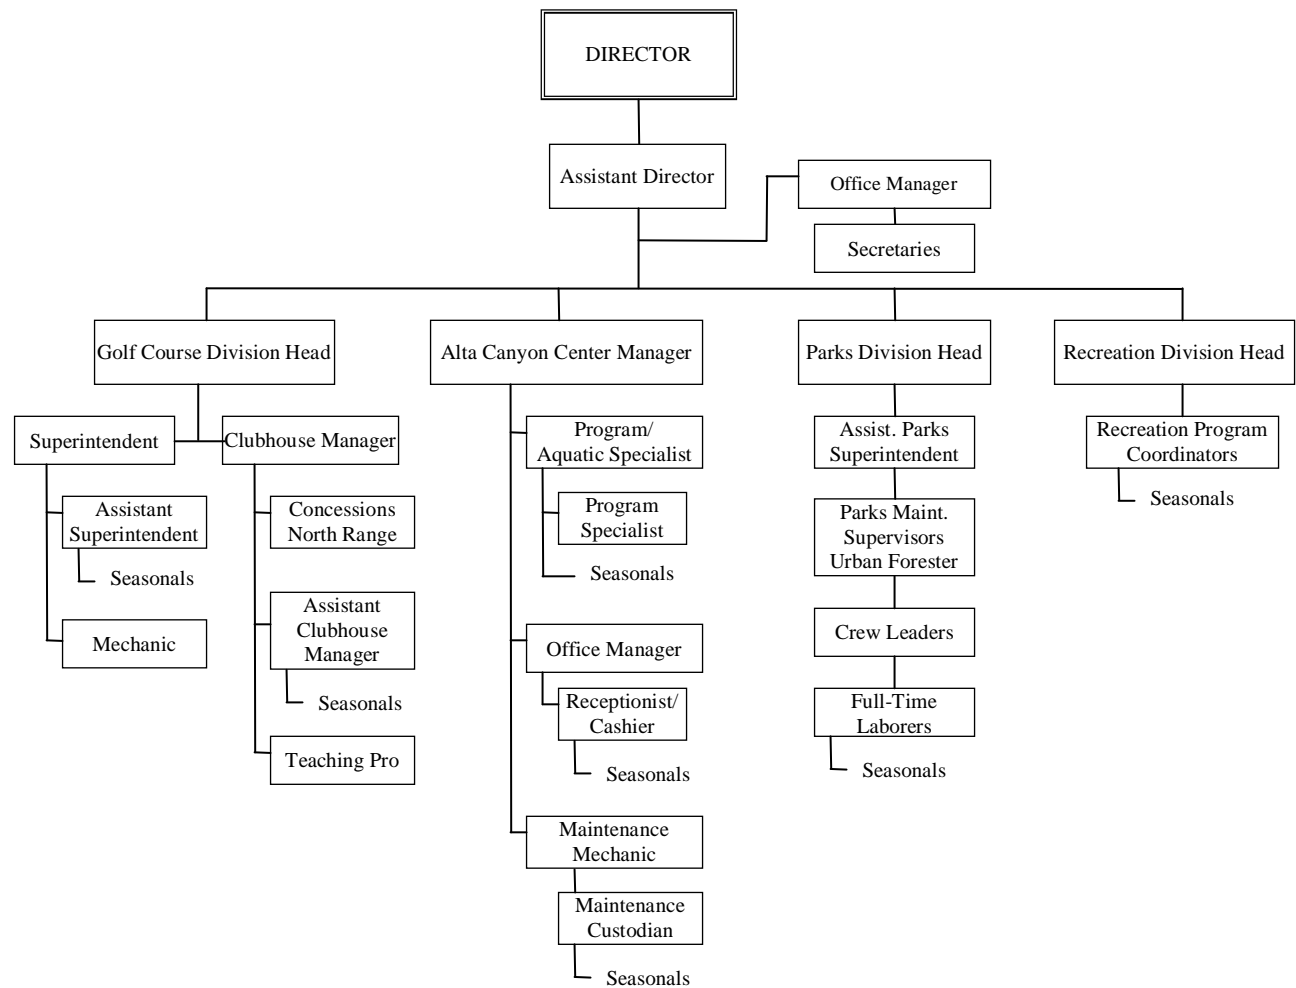 DIRECTOR
Assistant Director
Office Manager
Secretaries
Golf Course Division Head
Alta Canyon Center Manager
Parks Division Head
Recreation Division Head
Superintendent
Clubhouse Manager
Assistant
Superintendent
Seasonals
Mechanic
Concessions
North Range
Assistant
Clubhouse
Manager
Seasonals
Teaching Pro
Program/
Aquatic Specialist
Program
Specialist
Seasonals
Office Manager
Receptionist/
Cashier
Seasonals
Maintenance
Mechanic
Maintenance
Custodian
Seasonals
Assist. Parks
Superintendent
Parks Maint.
Supervisors
Urban Forester
Crew Leaders
Full-Time
Laborers
Seasonals
Recreation Program
Coordinators
Seasonals